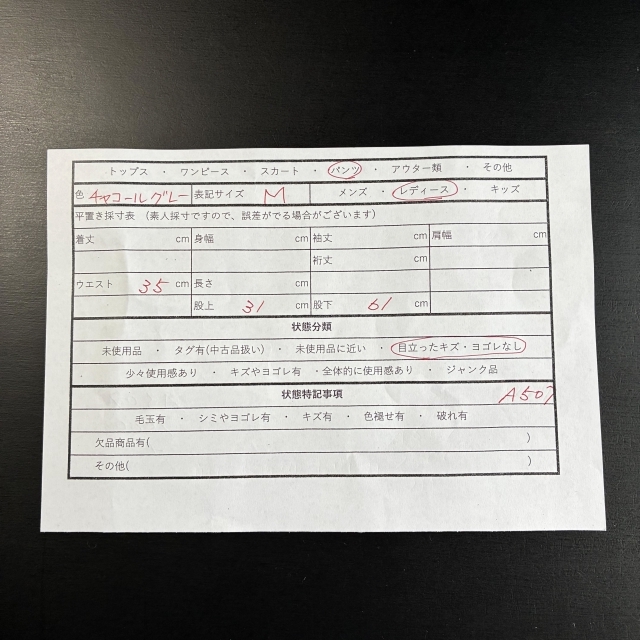 トップス ・ ワンピース ・ スカート ・ パンツ ・ アウター類 ・ その他
色 チャコールグレー 表記サイズ M メンズ ・ レディース ・ キッズ
平置き採寸表 （素人採寸ですので、誤差がでる場合がございます）
着丈 cm 身幅 cm 袖丈 cm 肩幅 cm
裄丈 cm
ウエスト 35 cm 長さ cm
股上 31 cm 股下 61 cm
状態分類
未使用品 ・ タグ有(中古品扱い) ・ 未使用品に近い ・ 目立ったキズ・ヨゴレなし
少々使用感あり ・ キズやヨゴレ有 ・全体的に使用感あり ・ ジャンク品
状態特記事項 A507
毛玉有 ・ シミやヨゴレ有 ・ キズ有 ・ 色褪せ有 ・ 破れ有
欠品商品有( )
その他( )